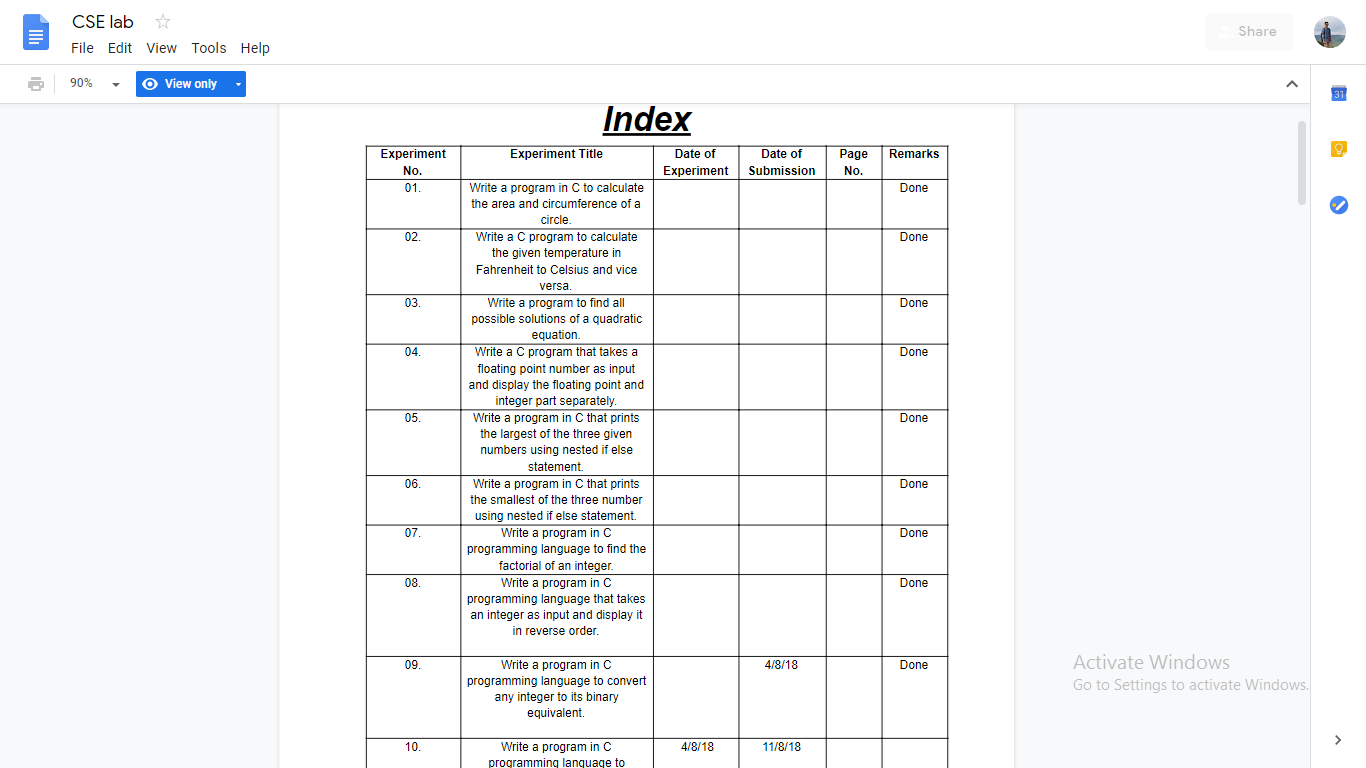 CSE lab
Share
File Edit View Tools Help
90% View only
31
Index
Experiment No. Experiment Title Date of Experiment Date of Submission Page No. Remarks
01. Write a program in C to calculate Done
the area and circumference of a
circle.
02. Write a C program to calculate Done
the given temperature in
Fahrenheit to Celsius and vice
versa.
03. Write a program to find all Done
possible solutions of a quadratic
equation.
04. Write a C program that takes a Done
floating point number as input
and display the floating point and
integer part separately.
05. Write a program in C that prints Done
the largest of the three given
numbers using nested if else
statement.
06. Write a program in C that prints Done
the smallest of the three number
using nested if else statement.
07. Write a program in C Done
programming language to find the
factorial of an integer.
08. Write a program in C Done
programming language that takes
an integer as input and display it
in reverse order.
09. Write a program in C 4/8/18 Done
programming language to convert
any integer to its binary
equivalent.
10. Write a program in C 4/8/18 11/8/18
programming language to
Activate Windows
Go to Settings to activate Windows.